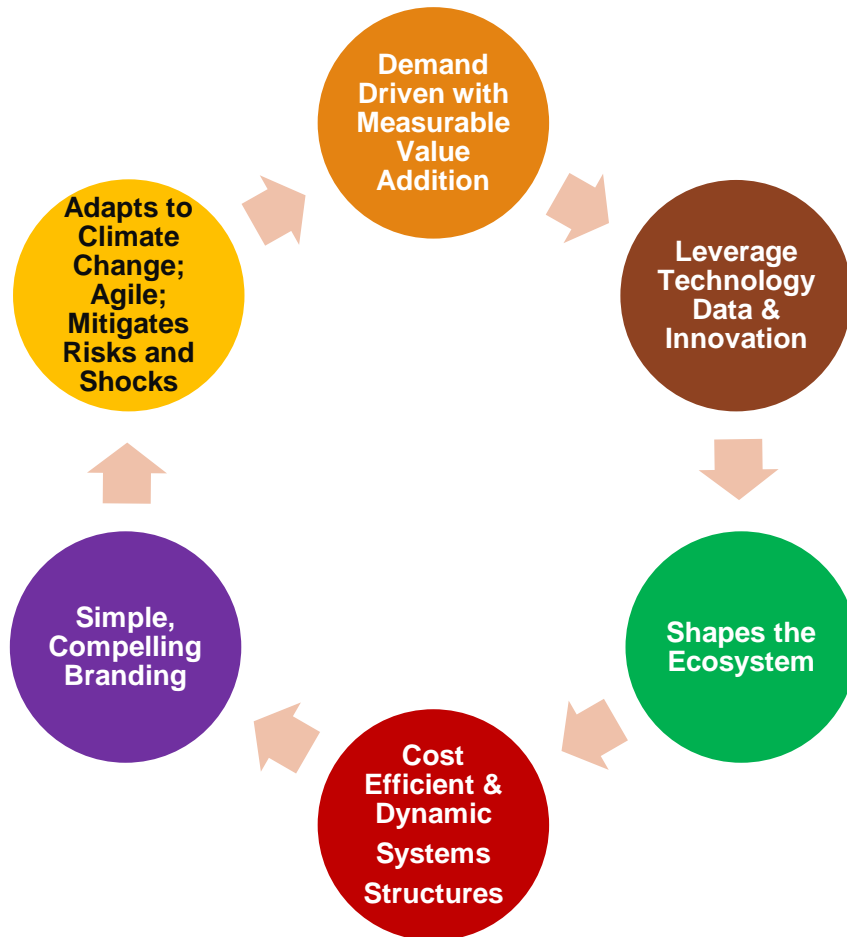 Demand
Driven with
Measurable
Value
Addition
Leverage
Technology
Data &
Innovation
Shapes the
Ecosystem
Cost
Efficient &
Dynamic
Systems
Structures
Simple,
Compelling
Branding
Adapts to
Climate
Change;
Agile;
Mitigates
Risks and
Shocks